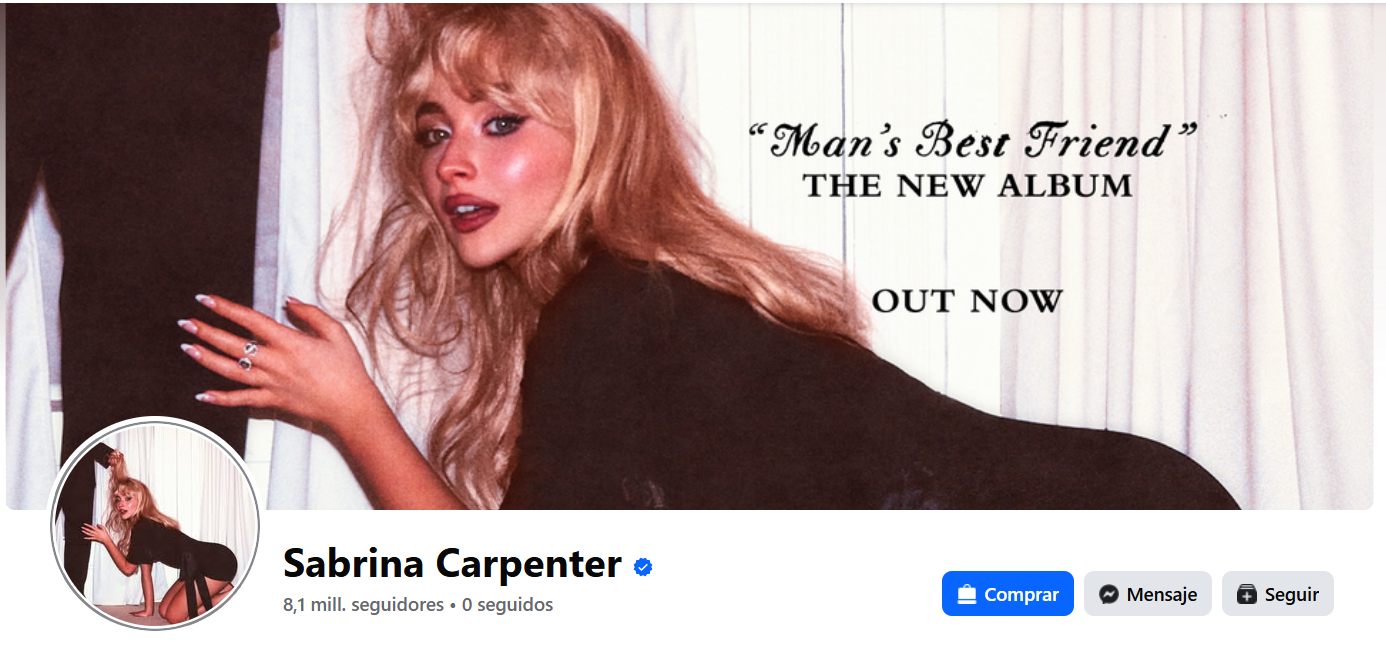 “Man’s Best Friend”
THE NEW ALBUM
OUT NOW
Sabrina Carpenter
8,1 mill. seguidores • 0 seguidos
Comprar
Mensaje
Seguir